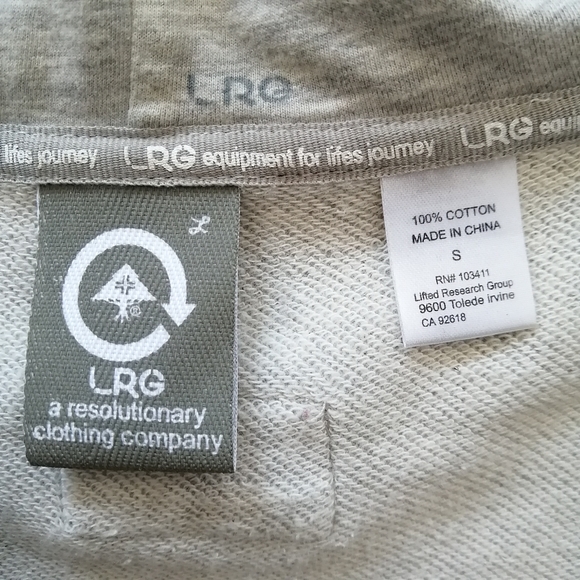 LRG
lifes journey LRG equipment for lifes journey LRG equi
L
LRG
a resolutionary
clothing company
100% COTTON
MADE IN CHINA
S
RN# 103411
Lifted Research Group
9600 Tolede irvine
CA 92618